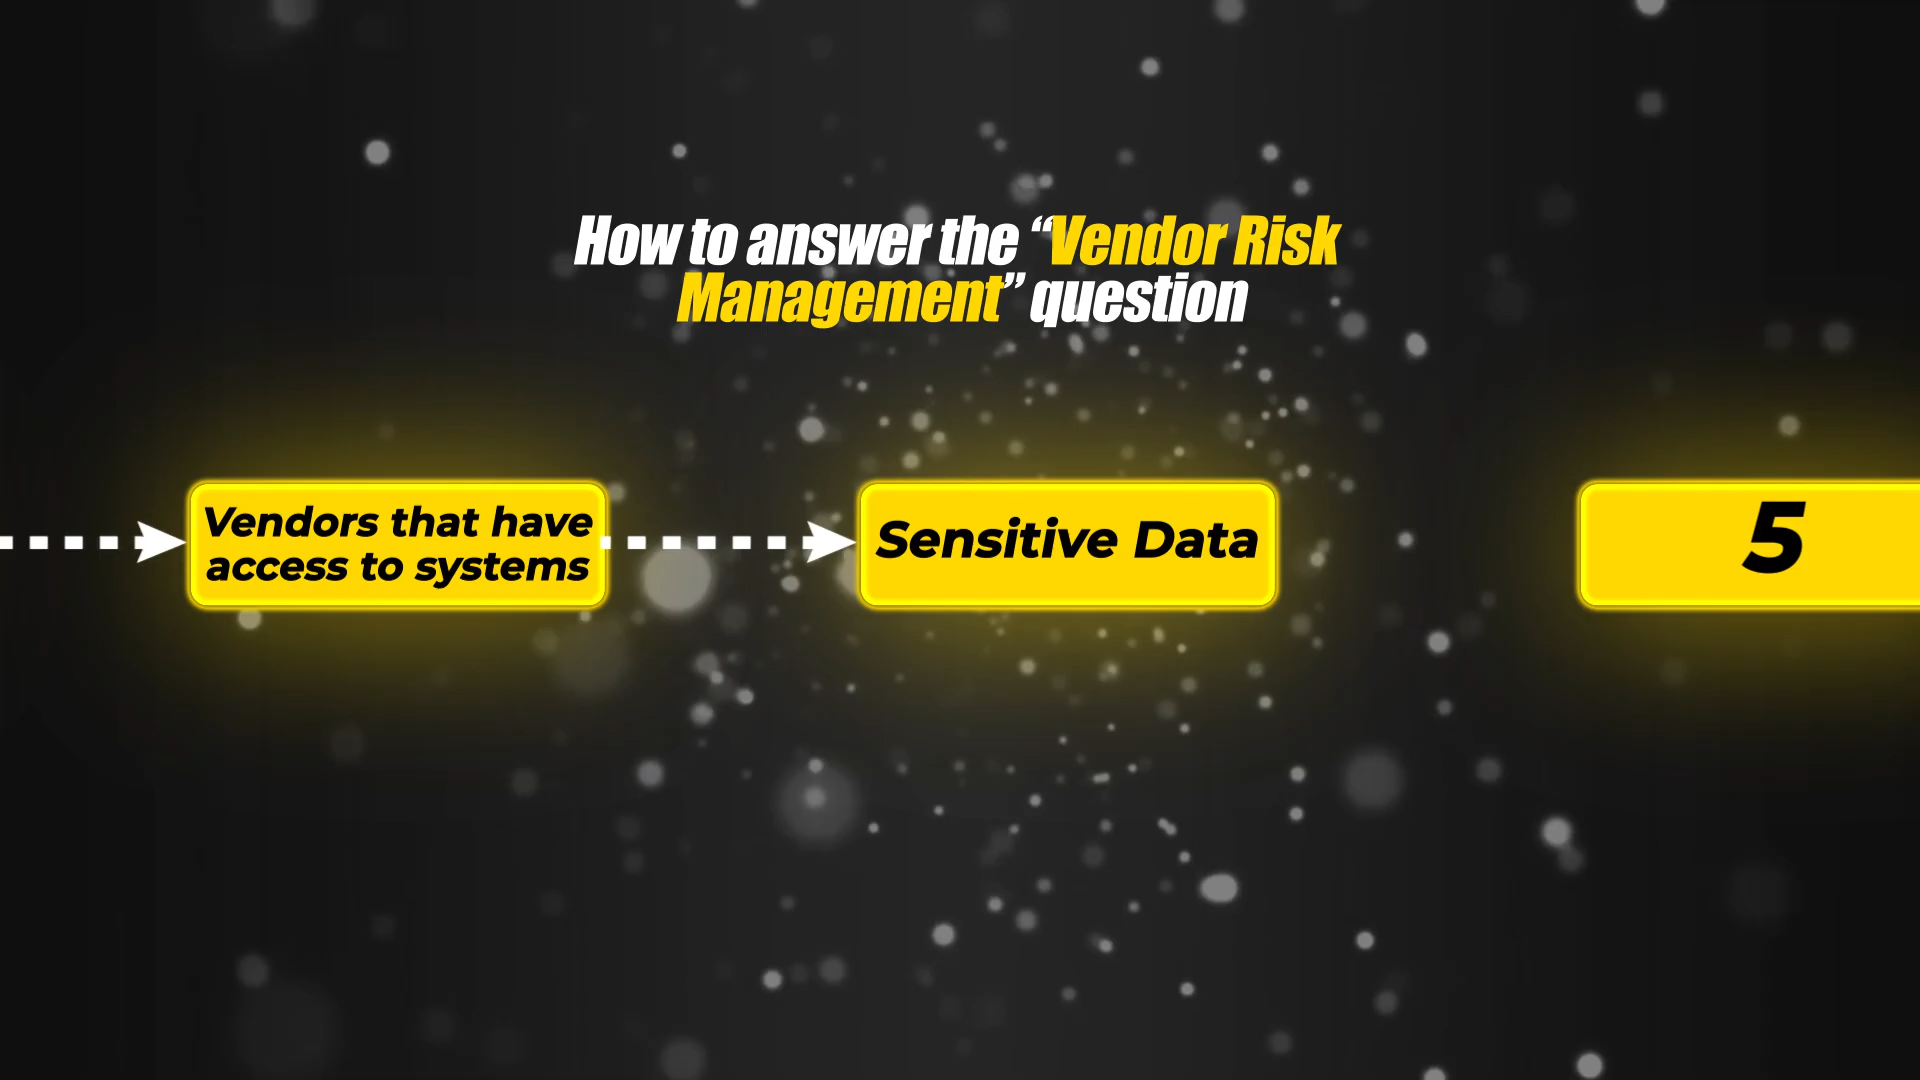 How to answer the “Vendor Risk
Management” question
Vendors that have
access to systems
Sensitive Data
5